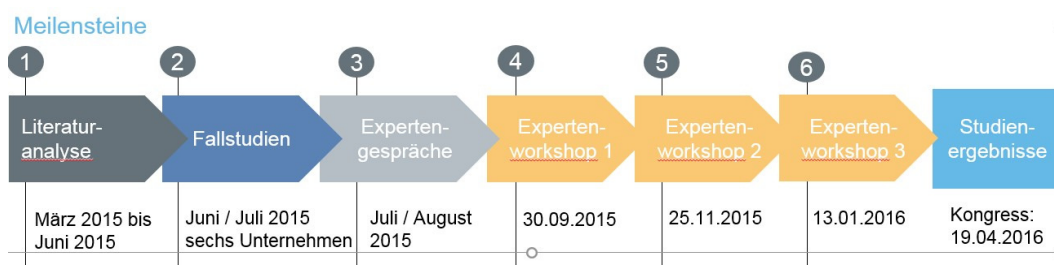 Meilensteine
1
2
3
4
5
6
Literatur-
analyse
Fallstudien
Experten-
gespräche
Experten-
workshop 1
Experten-
workshop 2
Experten-
workshop 3
Studien-
ergebnisse
März 2015 bis
Juni 2015
Juni / Juli 2015
sechs Unternehmen
Juli / August
2015
30.09.2015
25.11.2015
13.01.2016
Kongress:
19.04.2016